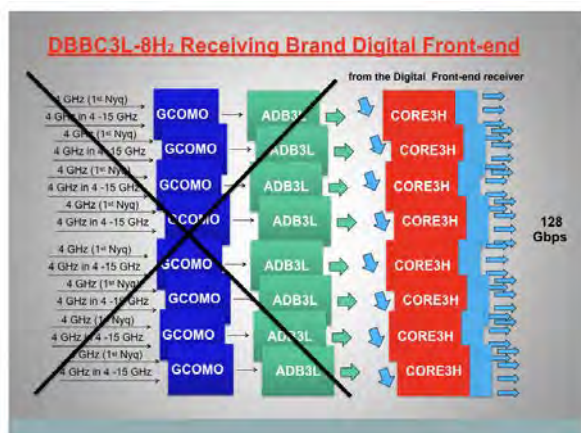 DBBC3L-8H₂ Receiving Brand Digital Front-end
from the Digital Front-end receiver
4 GHz (1st Nyq)
4 GHz in 4 -15 GHz
GCOMO
ADB3L
CORE3H
4 GHz (1st Nyq)
4 GHz in 4 -15 GHz
GCOMO
ADB3L
CORE3H
4 GHz (1st Nyq)
4 GHz in 4 -15 GHz
GCOMO
ADB3L
CORE3H
4 GHz (1st Nyq)
4 GHz in 4 -15 GHz
GCOMO
ADB3L
CORE3H
128
Gbps
4 GHz (1st Nyq)
4 GHz in 4 -15 GHz
GCOMO
ADB3L
CORE3H
4 GHz (1st Nyq)
4 GHz in 4 -15 GHz
GCOMO
ADB3L
CORE3H
4 GHz (1st Nyq)
4 GHz in 4 -15 GHz
GCOMO
ADB3L
CORE3H
4 GHz (1st Nyq)
4 GHz in 4 -15 GHz
GCOMO
ADB3L
CORE3H